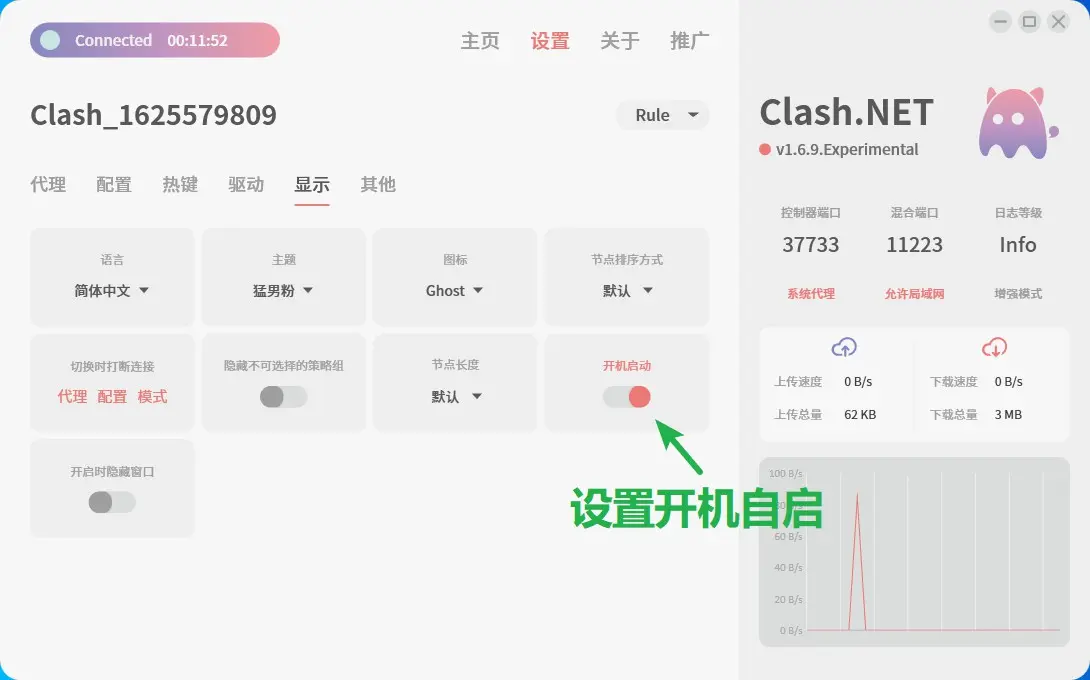 Connected 00:11:52
主页 设置 关于 推广
Clash_1625579809
Rule
代理 配置 热键 驱动 显示 其他
语言
简体中文
主题
猛男粉
图标
Ghost
节点排序方式
默认
切换时打断连接
代理 配置 模式
隐藏不可选择的策略组
节点长度
默认
开机启动
开启时隐藏窗口
设置开机自启
Clash.NET
v1.6.9.Experimental
控制器端口
37733
混合端口
11223
日志等级
Info
系统代理 允许局域网 增强模式
上传速度 0 B/s
上传总量 62 KB
下载速度 0 B/s
下载总量 3 MB
100 B/s
60 B/s
40 B/s
20 B/s
0 B/s